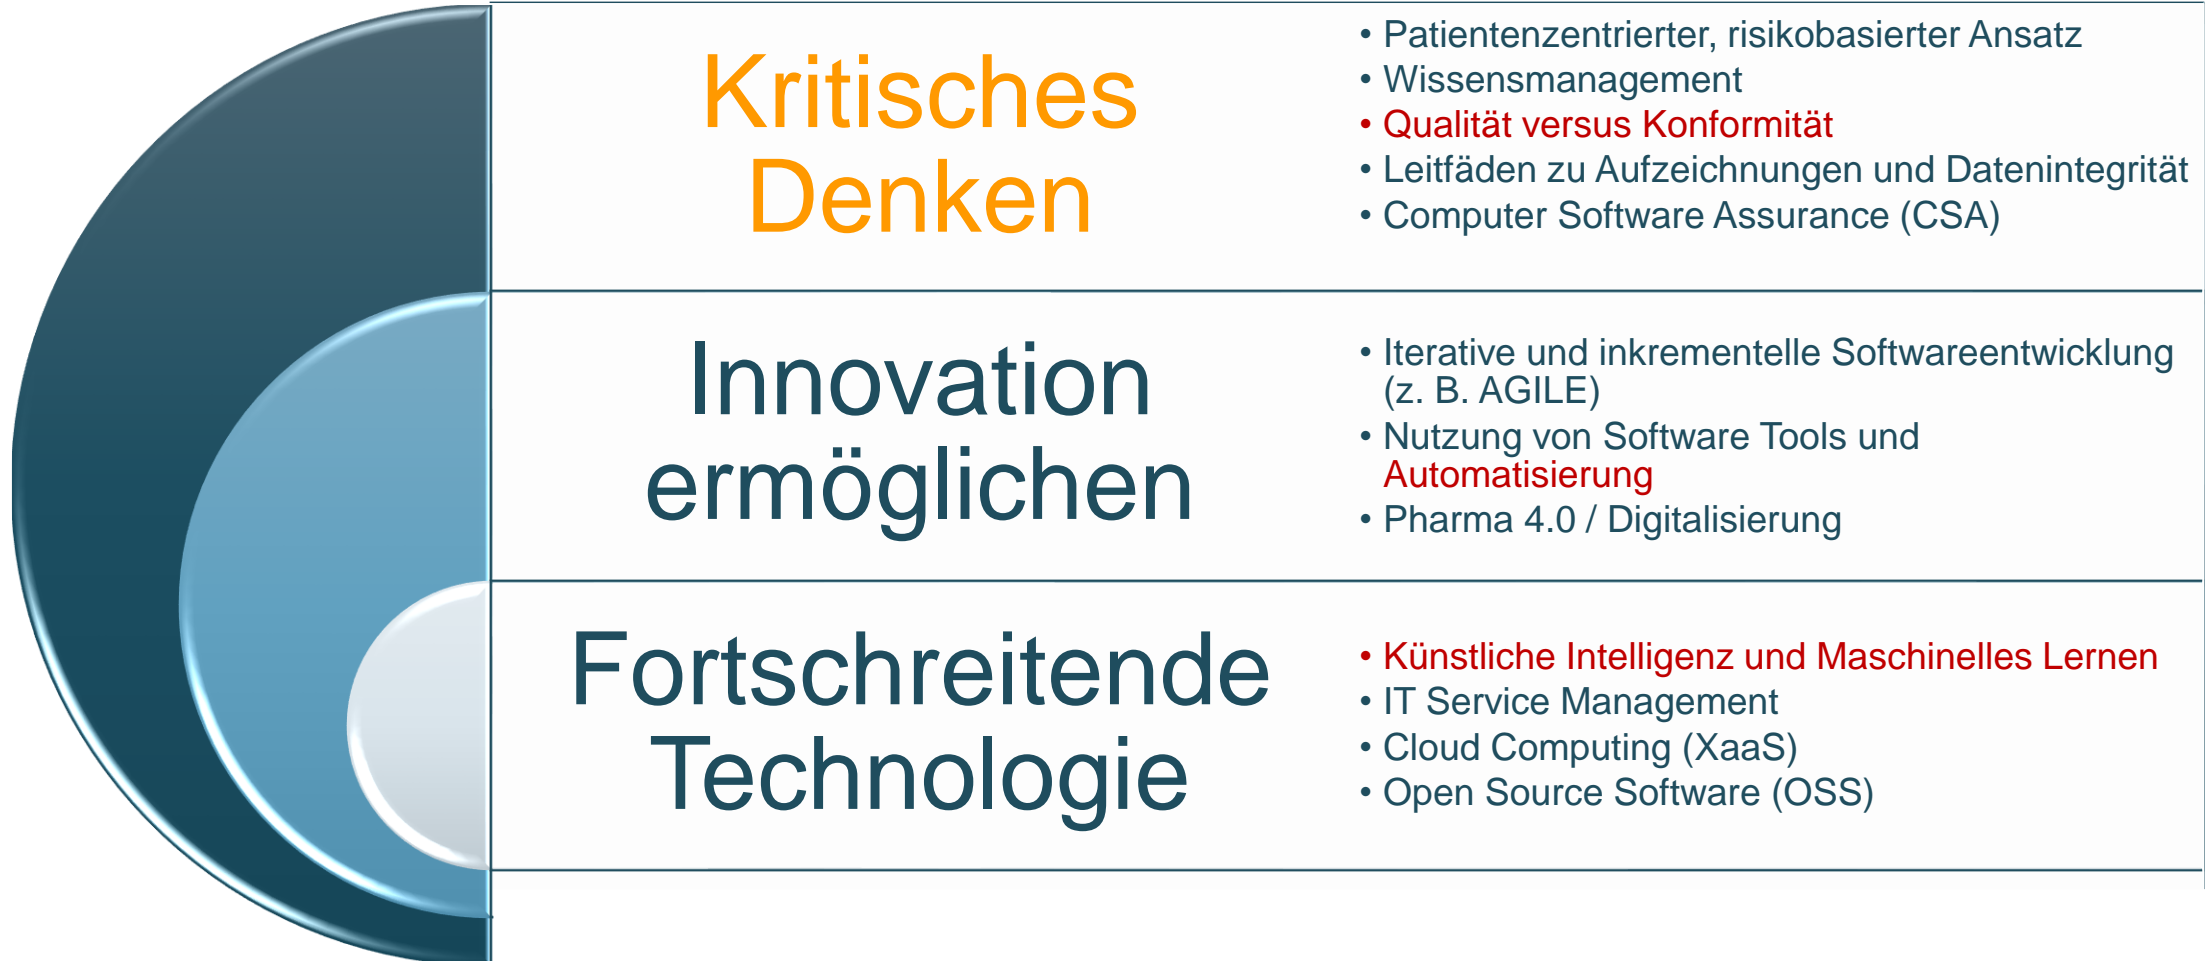 Kritisches
Denken
• Patientenzentrierter, risikobasierter Ansatz
• Wissensmanagement
• Qualität versus Konformität
• Leitfäden zu Aufzeichnungen und Datenintegrität
• Computer Software Assurance (CSA)
Innovation
ermöglichen
• Iterative und inkrementelle Softwareentwicklung
(z. B. AGILE)
• Nutzung von Software Tools und
Automatisierung
• Pharma 4.0 / Digitalisierung
Fortschreitende
Technologie
• Künstliche Intelligenz und Maschinelles Lernen
• IT Service Management
• Cloud Computing (XaaS)
• Open Source Software (OSS)